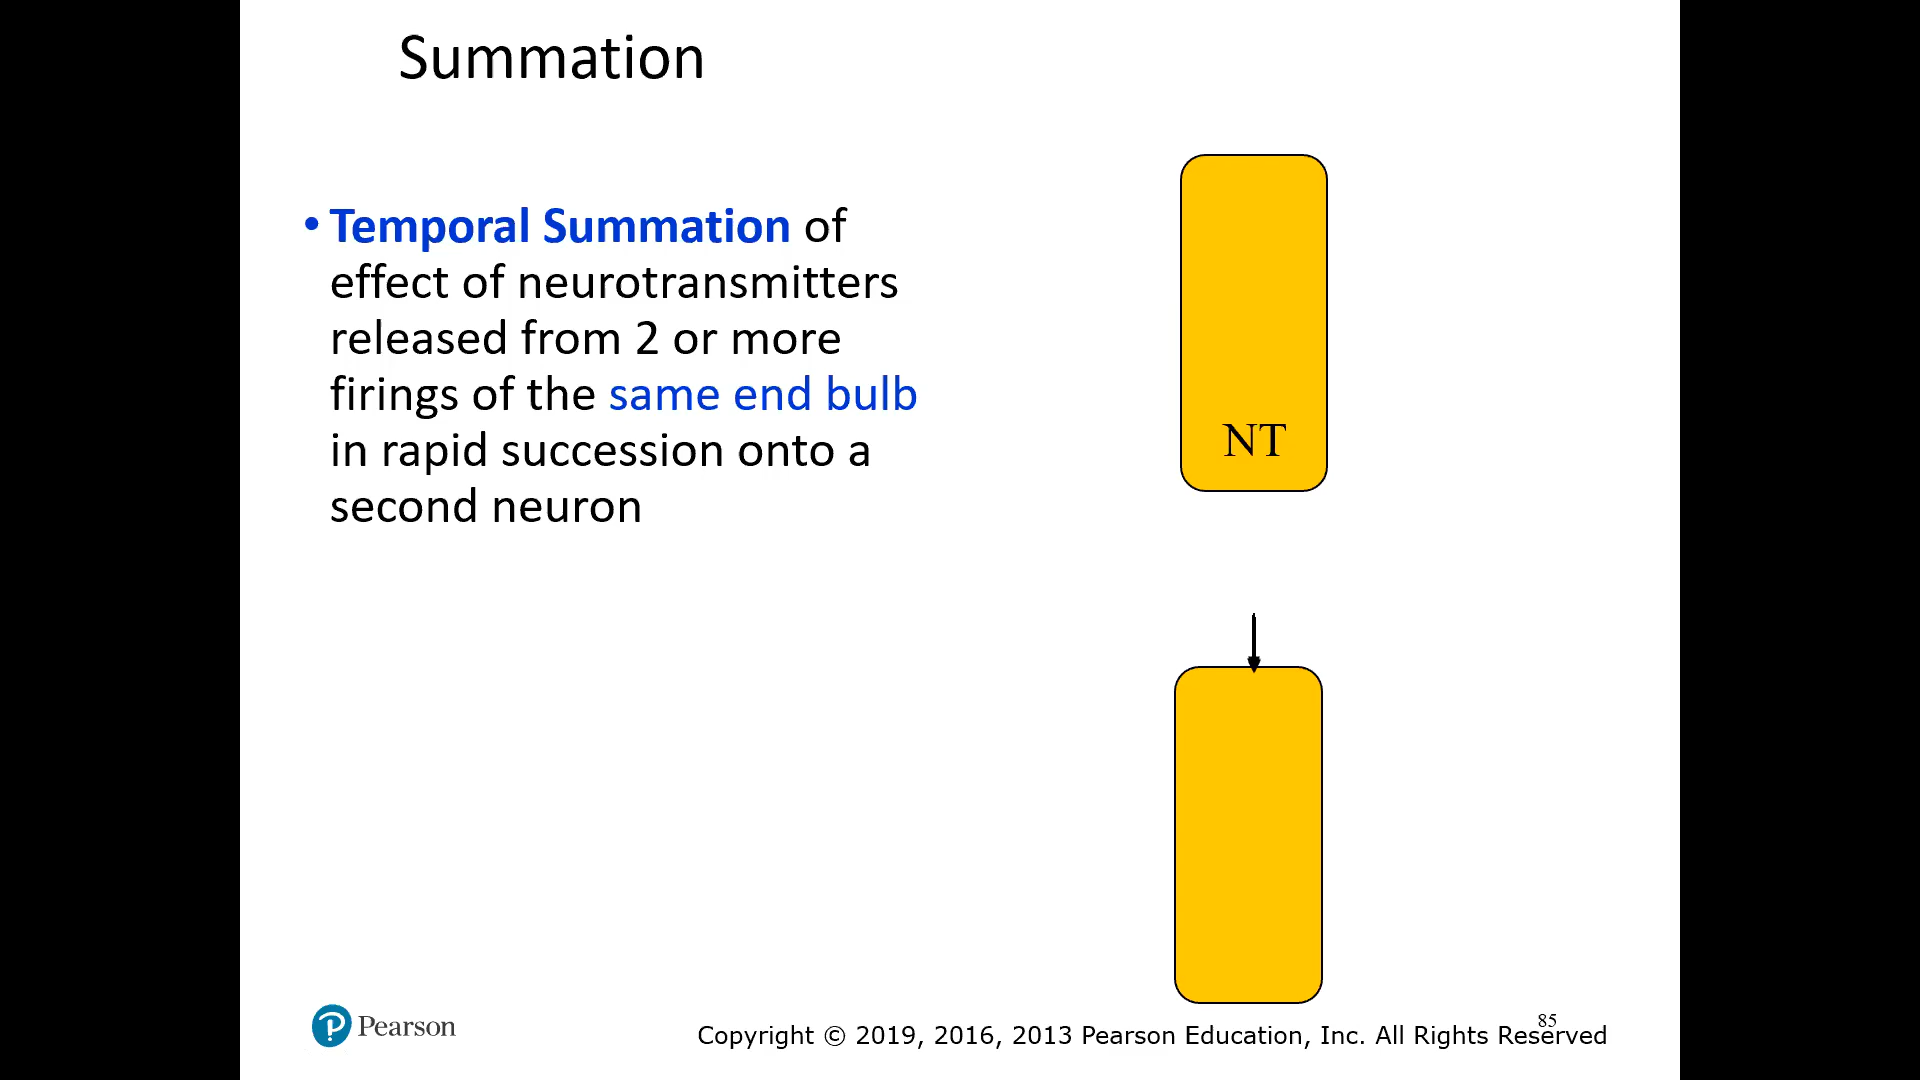 Summation
• Temporal Summation of
effect of neurotransmitters
released from 2 or more
firings of the same end bulb
in rapid succession onto a
second neuron
NT
Pearson
85
Copyright © 2019, 2016, 2013 Pearson Education, Inc. All Rights Reserved